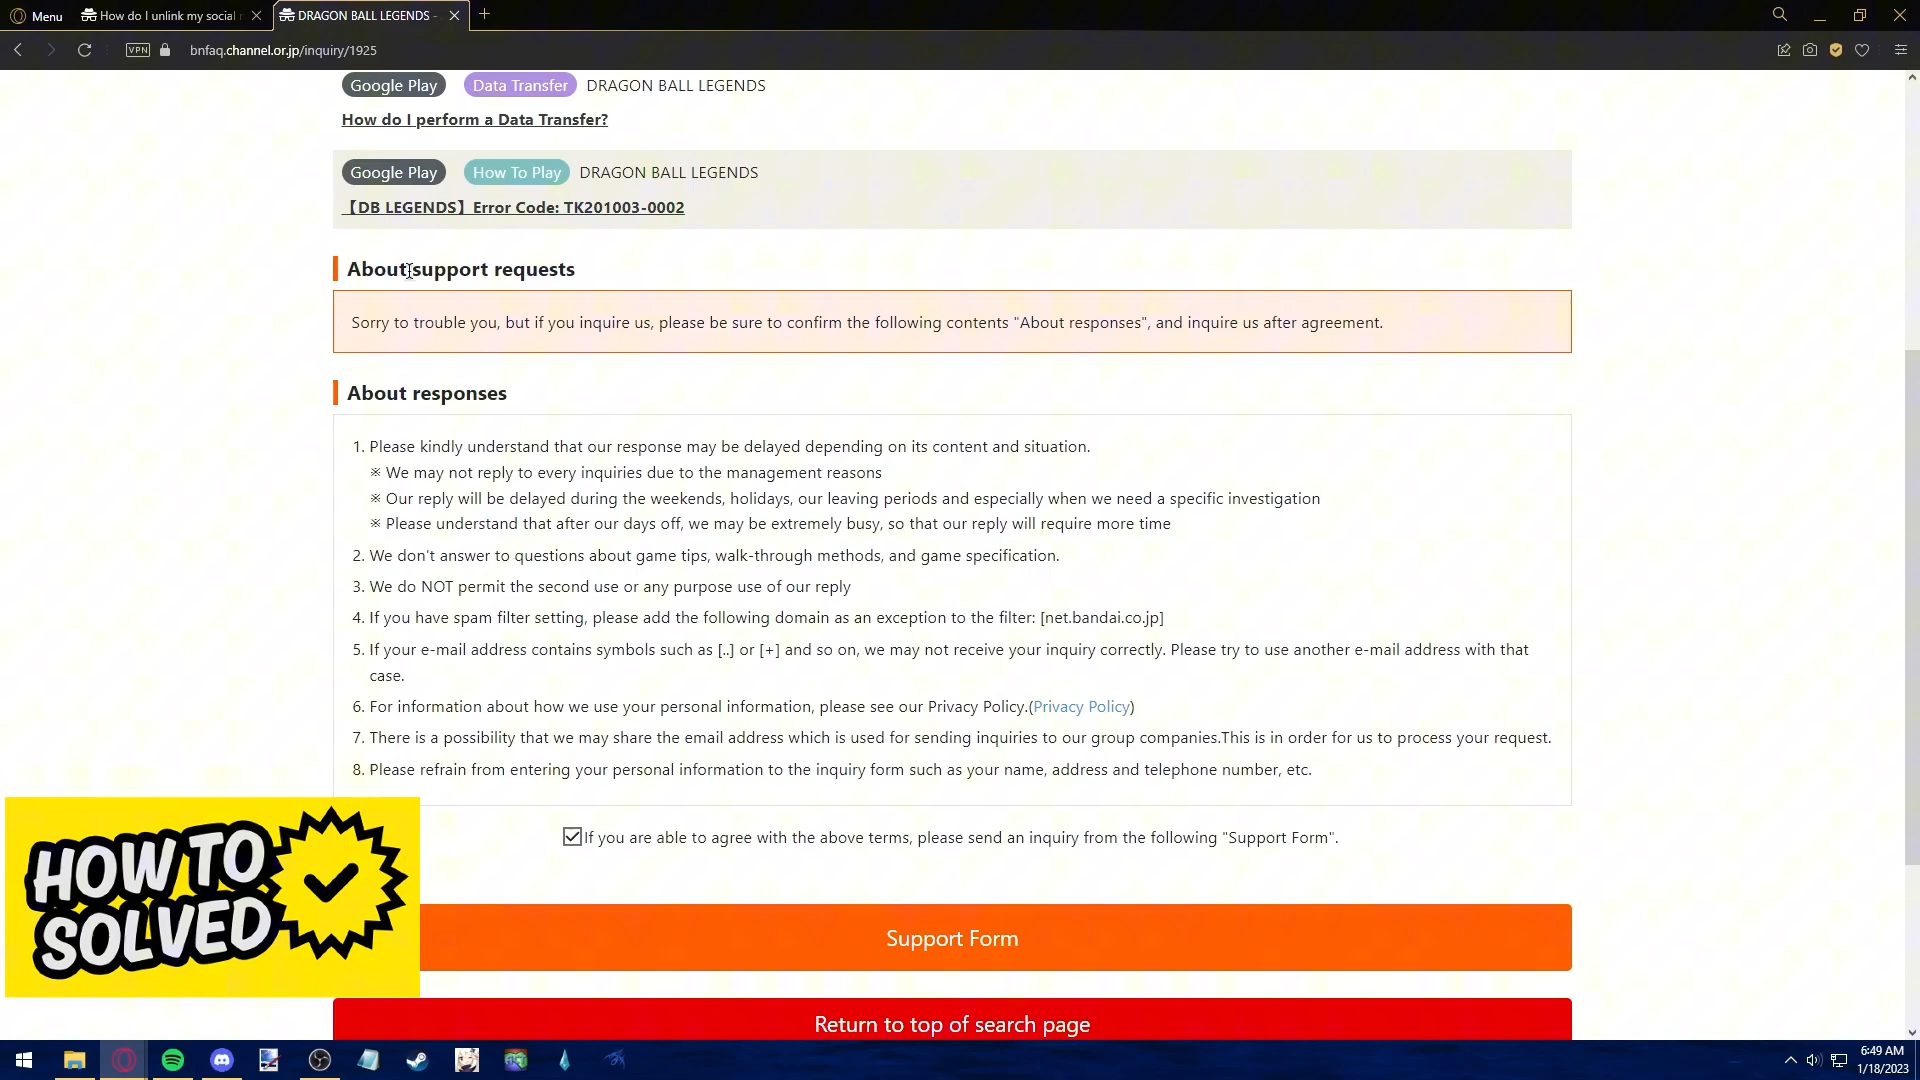 Menu
How do I unlink my social
DRAGON BALL LEGENDS -
VPN
bnfaq.channel.or.jp/inquiry/1925
Google Play Data Transfer DRAGON BALL LEGENDS
How do I perform a Data Transfer?
Google Play How To Play DRAGON BALL LEGENDS
【DB LEGENDS】Error Code: TK201003-0002
About support requests
Sorry to trouble you, but if you inquire us, please be sure to confirm the following contents "About responses", and inquire us after agreement.
About responses
1. Please kindly understand that our response may be delayed depending on its content and situation.
※ We may not reply to every inquiries due to the management reasons
※ Our reply will be delayed during the weekends, holidays, our leaving periods and especially when we need a specific investigation
※ Please understand that after our days off, we may be extremely busy, so that our reply will require more time
2. We don't answer to questions about game tips, walk-through methods, and game specification.
3. We do NOT permit the second use or any purpose use of our reply
4. If you have spam filter setting, please add the following domain as an exception to the filter: [net.bandai.co.jp]
5. If your e-mail address contains symbols such as [..] or [+] and so on, we may not receive your inquiry correctly. Please try to use another e-mail address with that
case.
6. For information about how we use your personal information, please see our Privacy Policy.(Privacy Policy)
7. There is a possibility that we may share the email address which is used for sending inquiries to our group companies.This is in order for us to process your request.
8. Please refrain from entering your personal information to the inquiry form such as your name, address and telephone number, etc.
If you are able to agree with the above terms, please send an inquiry from the following "Support Form".
HOW TO
SOLVED
Support Form
Return to top of search page
6:49 AM
1/18/2023